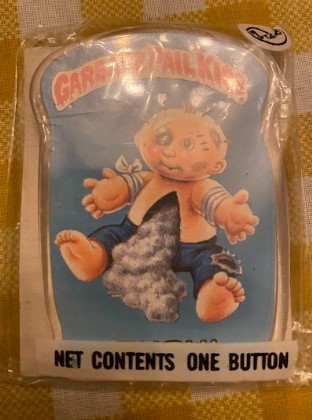 GARBAGE PAIL KIDS
NET CONTENTS ONE BUTTON